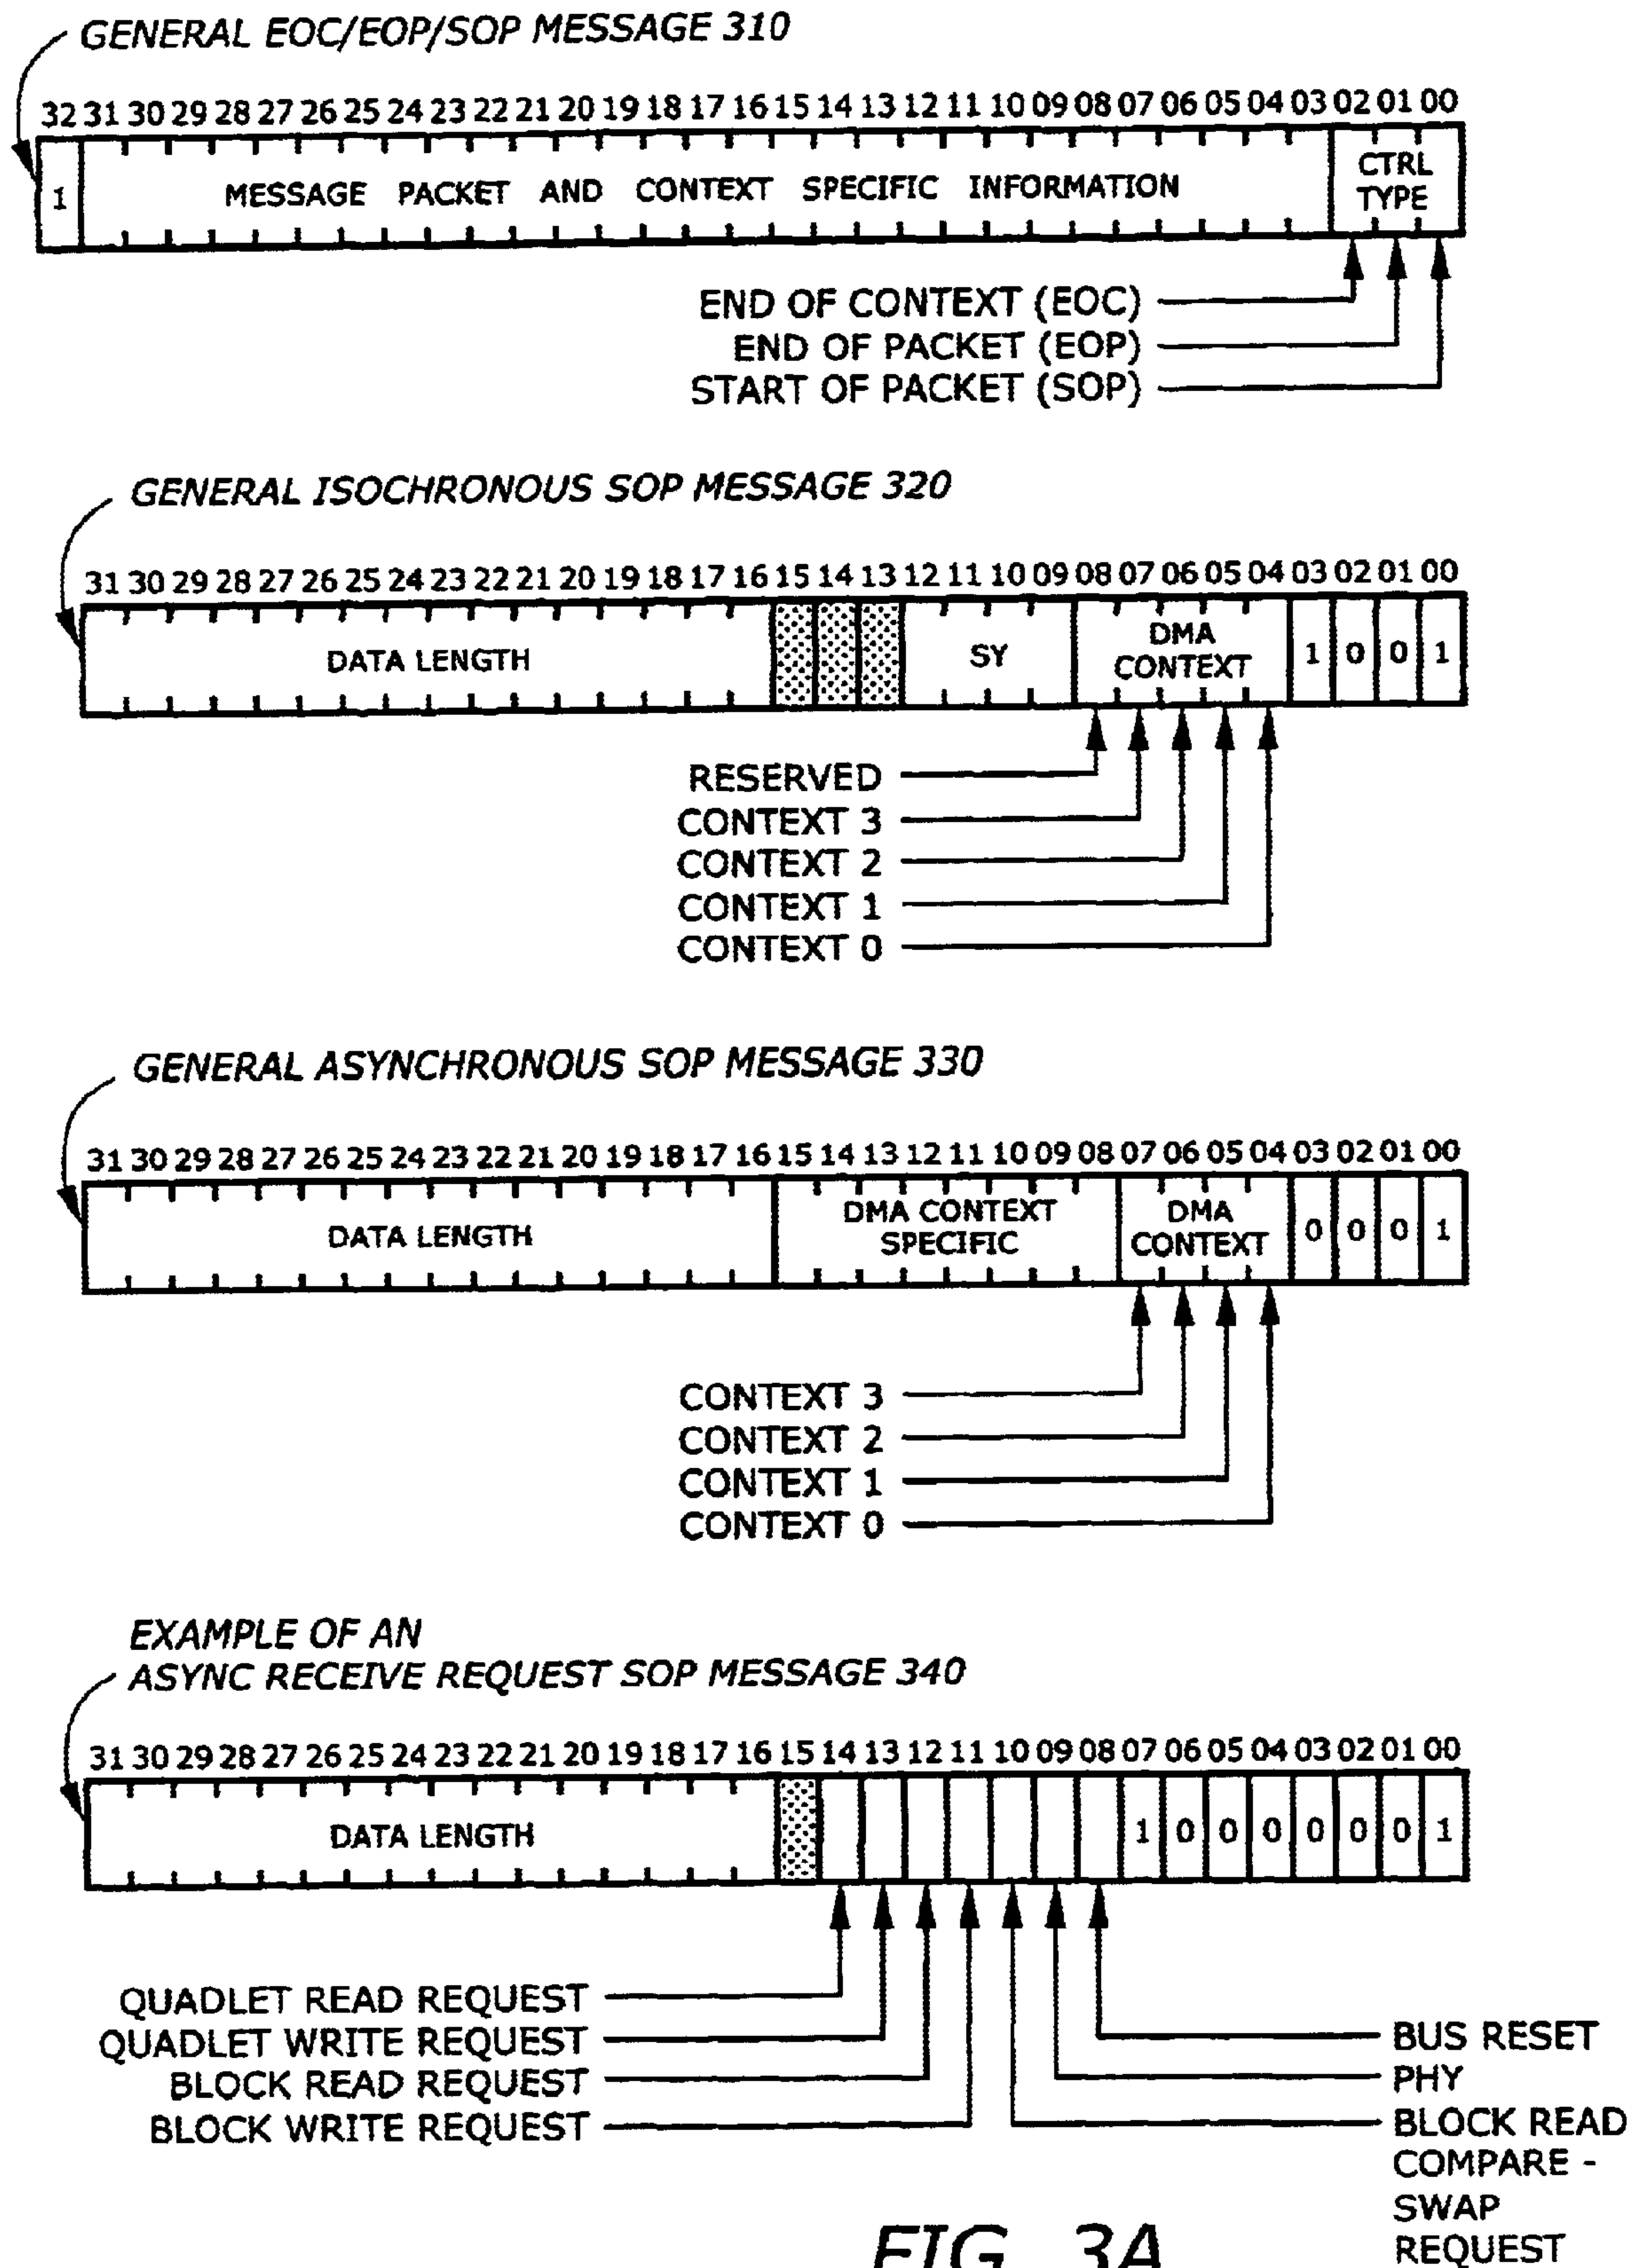 GENERAL EOC/EOP/SOP MESSAGE 310
32 31 30 29 28 27 26 25 24 23 22 21 20 19 18 17 16 15 14 13 12 11 10 09 08 07 06 05 04 03 02 01 00
1 MESSAGE PACKET AND CONTEXT SPECIFIC INFORMATION CTRL
TYPE
END OF CONTEXT (EOC)
END OF PACKET (EOP)
START OF PACKET (SOP)
GENERAL ISOCHRONOUS SOP MESSAGE 320
31 30 29 28 27 26 25 24 23 22 21 20 19 18 17 16 15 14 13 12 11 10 09 08 07 06 05 04 03 02 01 00
DATA LENGTH SY DMA 1 0 0 1
CONTEXT
RESERVED
CONTEXT 3
CONTEXT 2
CONTEXT 1
CONTEXT 0
GENERAL ASYNCHRONOUS SOP MESSAGE 330
31 30 29 28 27 26 25 24 23 22 21 20 19 18 17 16 15 14 13 12 11 10 09 08 07 06 05 04 03 02 01 00
DATA LENGTH DMA CONTEXT DMA 0 0 0 1
SPECIFIC CONTEXT
CONTEXT 3
CONTEXT 2
CONTEXT 1
CONTEXT 0
EXAMPLE OF AN
ASYNC RECEIVE REQUEST SOP MESSAGE 340
31 30 29 28 27 26 25 24 23 22 21 20 19 18 17 16 15 14 13 12 11 10 09 08 07 06 05 04 03 02 01 00
DATA LENGTH 1 0 0 0 0 0 0 1
QUADLET READ REQUEST
QUADLET WRITE REQUEST
BLOCK READ REQUEST
BLOCK WRITE REQUEST
BUS RESET
PHY
BLOCK READ
COMPARE -
SWAP
REQUEST
FIG. 3A